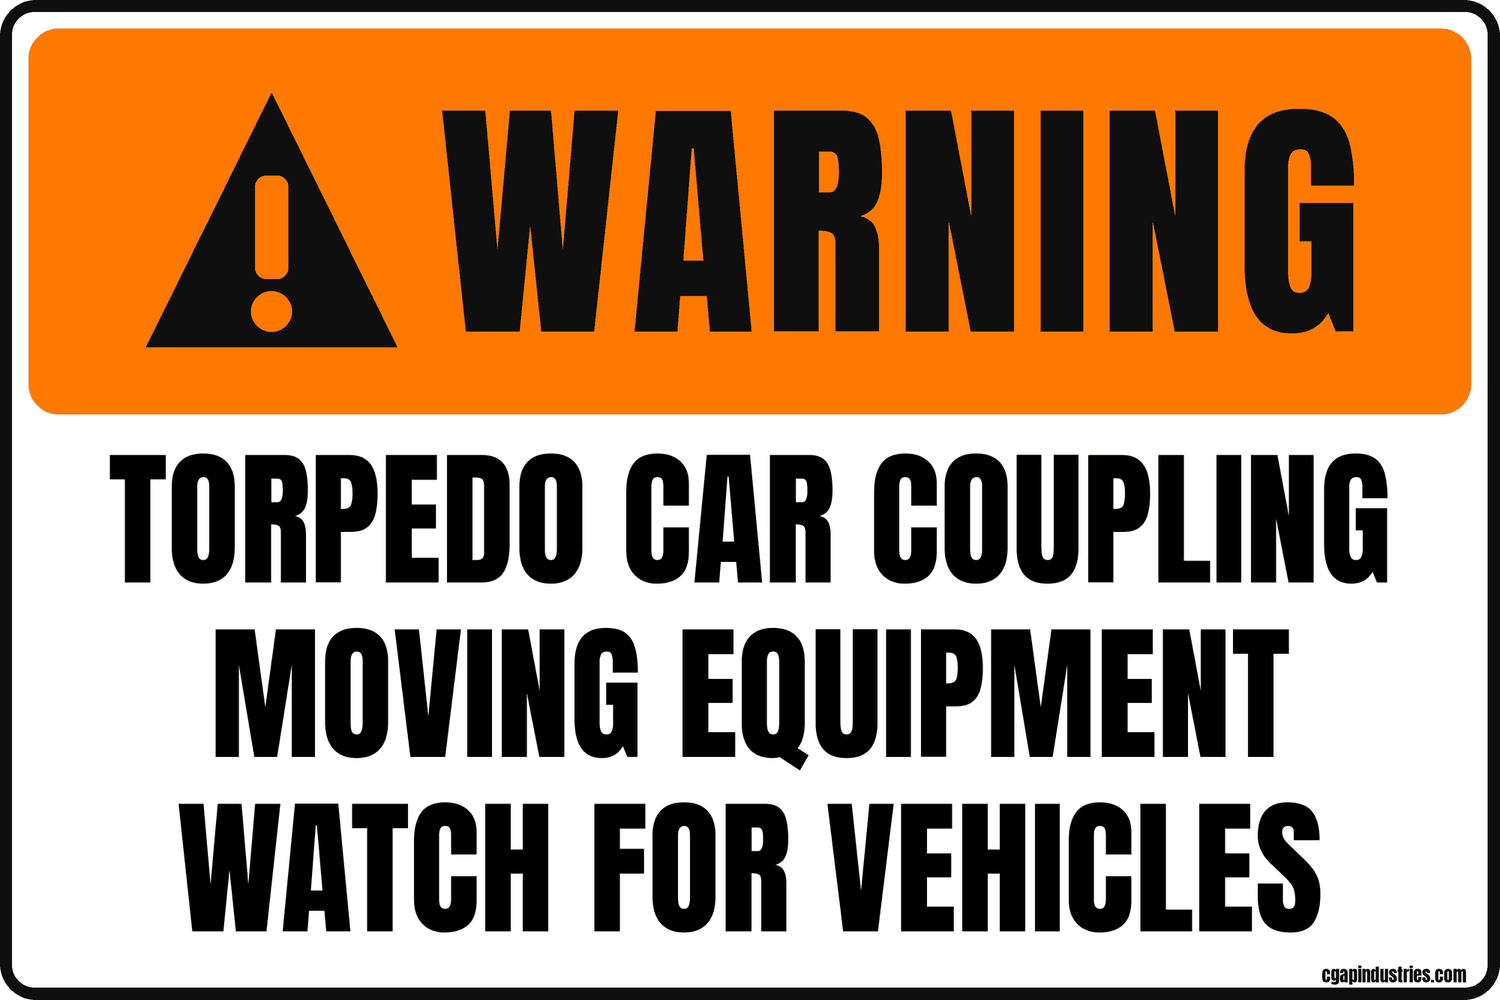 WARNING
TORPEDO CAR COUPLING
MOVING EQUIPMENT
WATCH FOR VEHICLES
cgapindustries.com